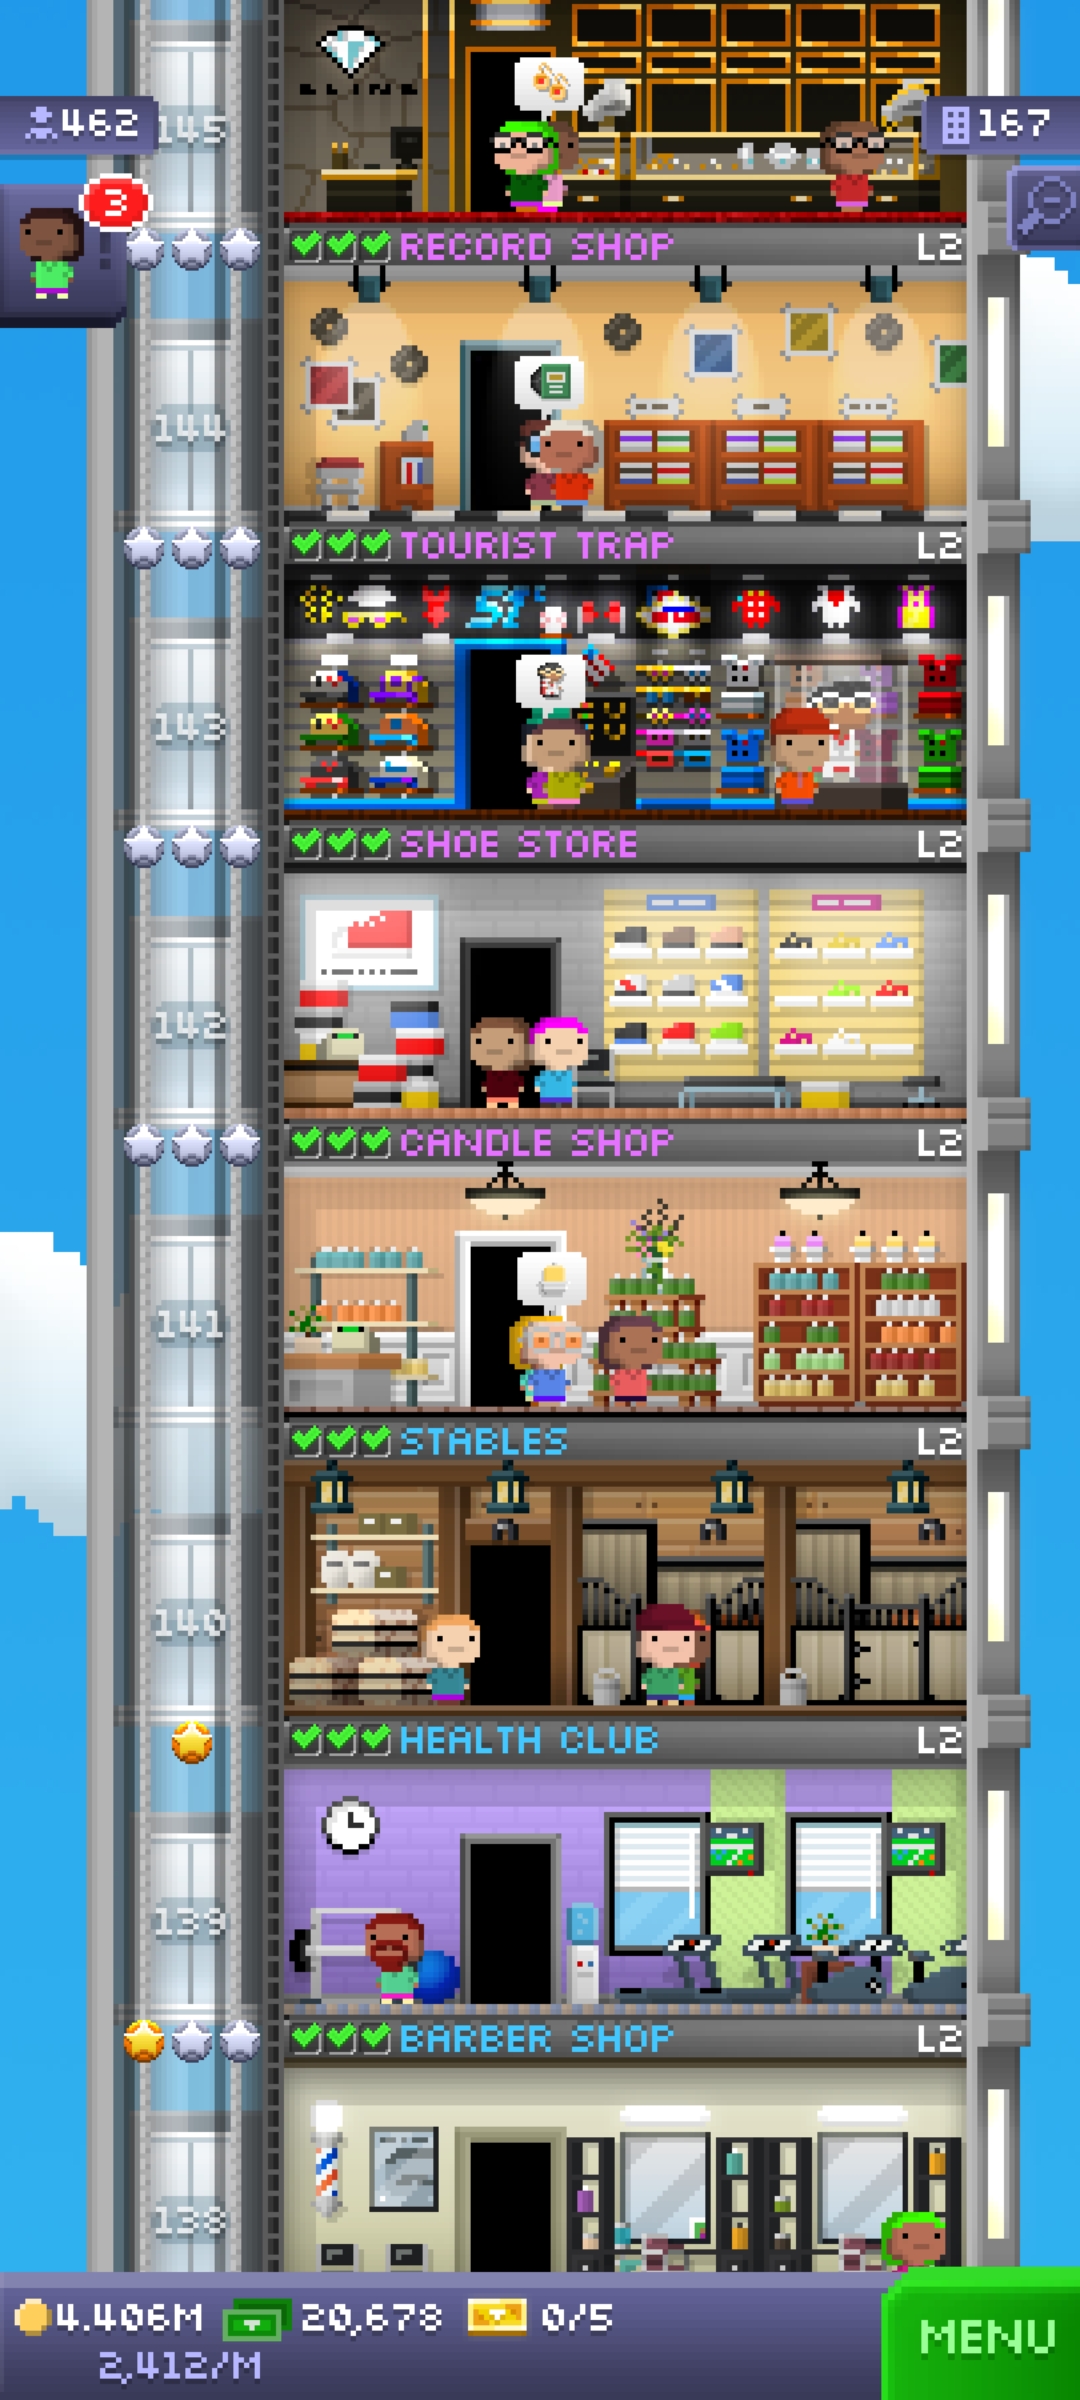 BLING
462
145
167
3
RECORD SHOP L2
144
TOURIST TRAP L2
143
SHOE STORE L2
142
CANDLE SHOP L2
141
STABLES L2
140
HEALTH CLUB L2
139
BARBER SHOP L2
138
4.406M 20,678 0/5
2,412/M
MENU